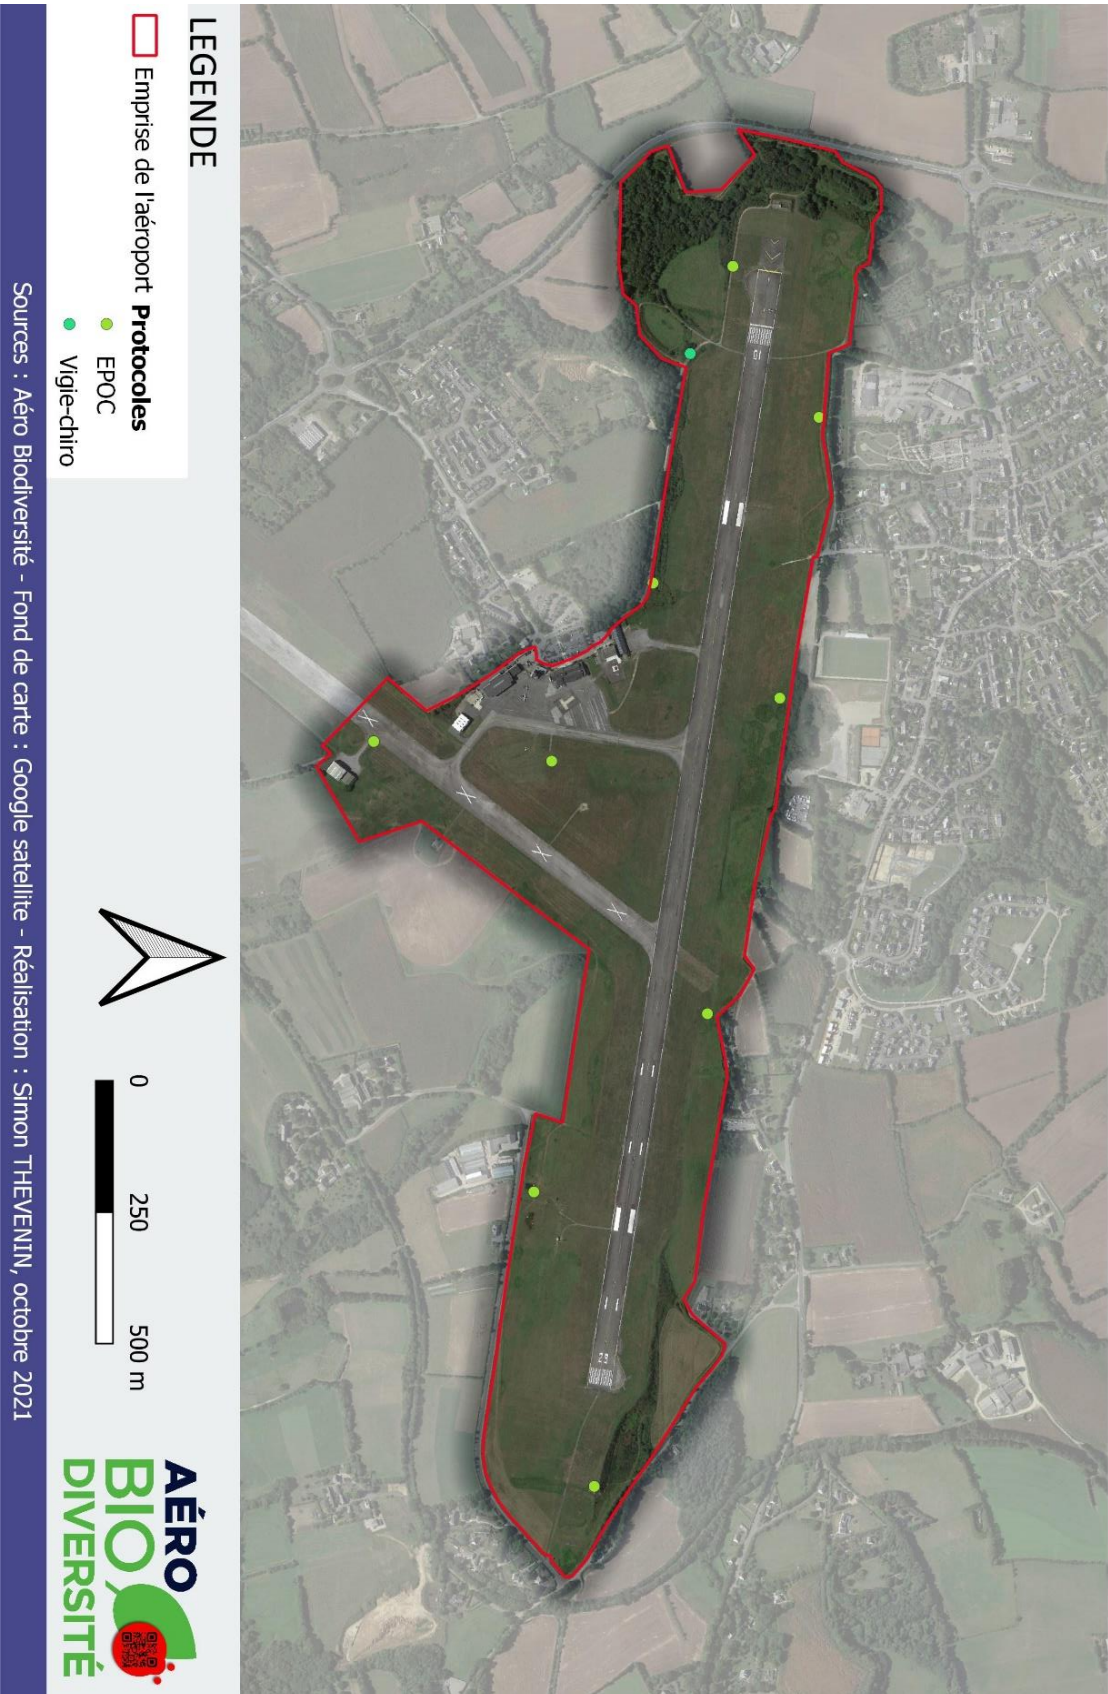 LEGENDE
Emprise de l'aéroport
Protocoles
EPOC
Vigie-chiro
0 250 500 m
AÉRO
BIO
DIVERSITÉ
Sources : Aéro Biodiversité - Fond de carte : Google satellite - Réalisation : Simon THEVENIN, octobre 2021
23